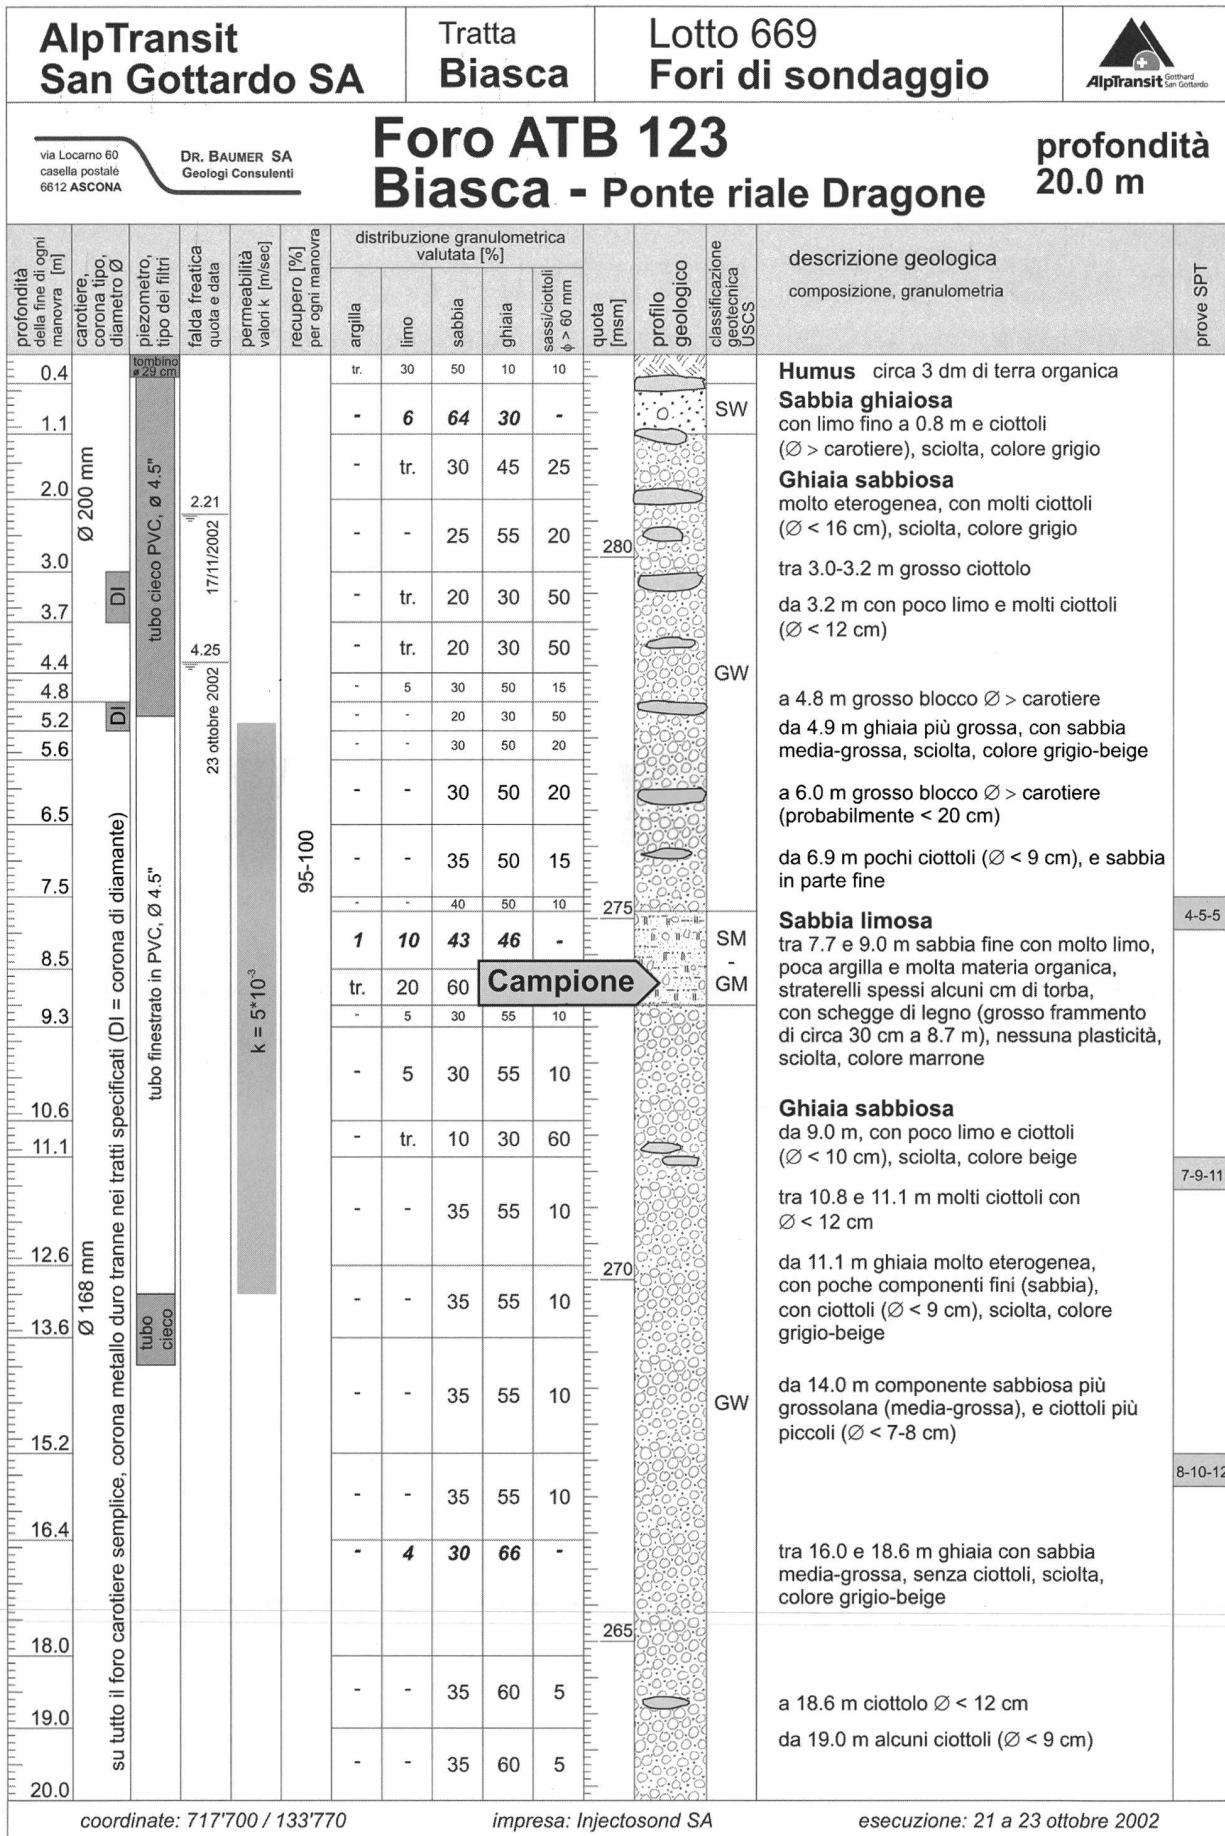 AlpTransit
San Gottardo SA
Tratta
Biasca
Lotto 669
Fori di sondaggio
AlpTransit Gotthard
San Gottardo
via Locarno 60
casella postale
6612 ASCONA
DR. BAUMER SA
Geologi Consulenti
Foro ATB 123
Biasca - Ponte riale Dragone
profondità
20.0 m
profondità
della fine di ogni
manovra [m]
carotiere,
corona tipo,
diametro Ø
piezometro,
tipo dei filtri
falda freatica
quota e data
permeabilità
valori k [m/sec]
recupero [%]
per ogni manovra
distribuzione granulometrica
valutata [%]
argilla
limo
sabbia
ghiaia
sassi/ciottoli
ϕ > 60 mm
quota
[msm]
profilo
geologico
classificazione
geotecnica
USCS
descrizione geologica
composizione, granulometria
prove SPT
0.4
1.1
2.0
3.0
3.7
4.4
4.8
5.2
5.6
6.5
7.5
8.5
9.3
10.6
11.1
12.6
13.6
15.2
16.4
18.0
19.0
20.0
Ø 200 mm
DI
DI
Ø 168 mm
su tutto il foro carotiere semplice, corona metallo duro tranne nei tratti specificati (DI = corona di diamante)
tombino
ø 29 cm
tubo cieco PVC, ø 4.5"
tubo finestrato in PVC, Ø 4.5"
tubo
cieco
2.21
17/11/2002
4.25
23 ottobre 2002
k = 5*10-3
95-100
tr. 30 50 10 10
- 6 64 30 -
- tr. 30 45 25
- - 25 55 20
- tr. 20 30 50
- tr. 20 30 50
- 5 30 50 15
- - 20 30 50
- - 30 50 20
30 50 20
- - 35 50 15
- - 40 50 10
1 10 43 46 -
tr. 20 60
- 5 30 55 10
- 5 30 55 10
- tr. 10 30 60
- - 35 55 10
- - 35 55 10
- - 35 55 10
- - 35 55 10
- 4 30 66 -
- - 35 60 5
- - 35 60 5
Campione
280
275
270
265
SW
GW
SM
-
GM
GW
Humus circa 3 dm di terra organica
Sabbia ghiaiosa
con limo fino a 0.8 m e ciottoli
(Ø > carotiere), sciolta, colore grigio
Ghiaia sabbiosa
molto eterogenea, con molti ciottoli
(Ø < 16 cm), sciolta, colore grigio
tra 3.0-3.2 m grosso ciottolo
da 3.2 m con poco limo e molti ciottoli
(Ø < 12 cm)
a 4.8 m grosso blocco Ø > carotiere
da 4.9 m ghiaia più grossa, con sabbia
media-grossa, sciolta, colore grigio-beige
a 6.0 m grosso blocco Ø > carotiere
(probabilmente < 20 cm)
da 6.9 m pochi ciottoli (Ø < 9 cm), e sabbia
in parte fine
Sabbia limosa
tra 7.7 e 9.0 m sabbia fine con molto limo,
poca argilla e molta materia organica,
straterelli spessi alcuni cm di torba,
con schegge di legno (grosso frammento
di circa 30 cm a 8.7 m), nessuna plasticità,
sciolta, colore marrone
Ghiaia sabbiosa
da 9.0 m, con poco limo e ciottoli
(Ø < 10 cm), sciolta, colore beige
tra 10.8 e 11.1 m molti ciottoli con
Ø < 12 cm
da 11.1 m ghiaia molto eterogenea,
con poche componenti fini (sabbia),
con ciottoli (Ø < 9 cm), sciolta, colore
grigio-beige
da 14.0 m componente sabbiosa più
grossolana (media-grossa), e ciottoli più
piccoli (Ø < 7-8 cm)
tra 16.0 e 18.6 m ghiaia con sabbia
media-grossa, senza ciottoli, sciolta,
colore grigio-beige
a 18.6 m ciottolo Ø < 12 cm
da 19.0 m alcuni ciottoli (Ø < 9 cm)
4-5-5
7-9-11
8-10-12
coordinate: 717'700 / 133'770
impresa: Injectosond SA
esecuzione: 21 a 23 ottobre 2002